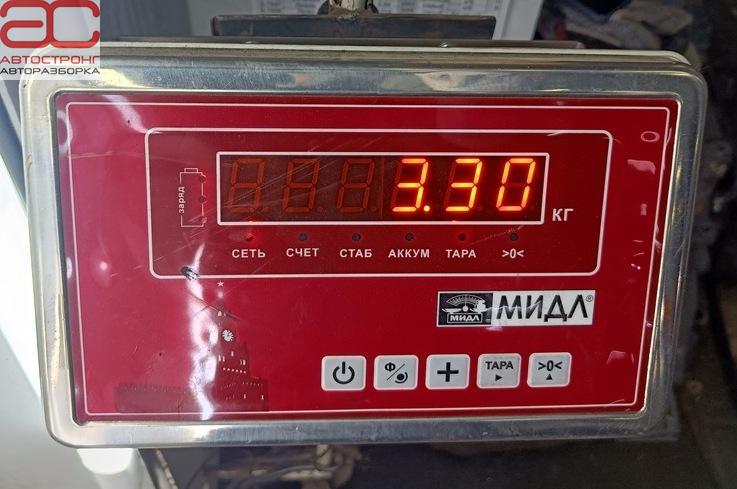 АС
АВТОСТРОНГ
АВТОРАЗБОРКА
заряд
3.30 КГ
СЕТЬ СЧЕТ СТАБ АККУМ ТАРА >0<
МИДЛ МИДЛ®
Ф + ТАРА >0<